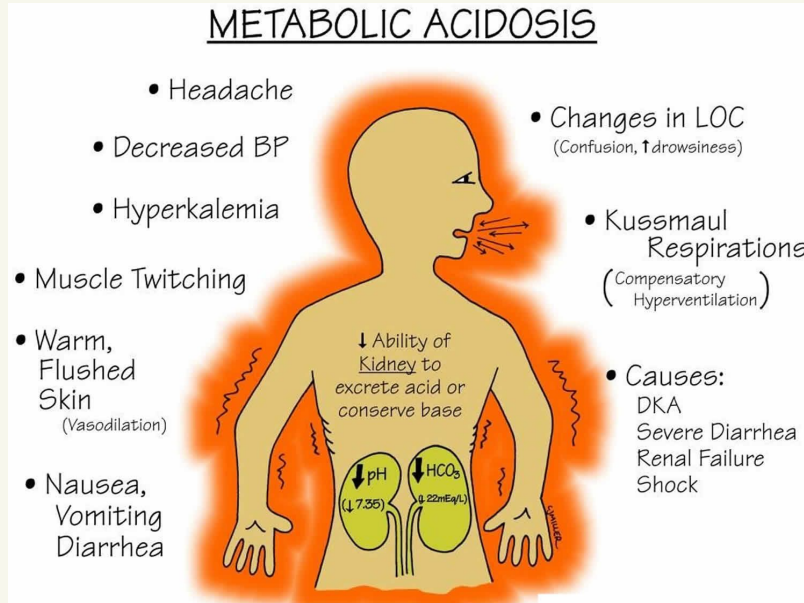 METABOLIC ACIDOSIS
• Headache
• Decreased BP
• Hyperkalemia
• Muscle Twitching
• Warm,
Flushed
Skin
(Vasodilation)
• Nausea,
Vomiting
Diarrhea
• Changes in LOC
(Confusion, ↑drowsiness)
• Kussmaul
Respirations
(Compensatory
Hyperventilation)
• Causes:
DKA
Severe Diarrhea
Renal Failure
Shock
↓ Ability of
Kidney to
excrete acid or
conserve base
↓pH
(↓7.35)
↓HCO₃
(↓22mEq/L)
CJMILLER